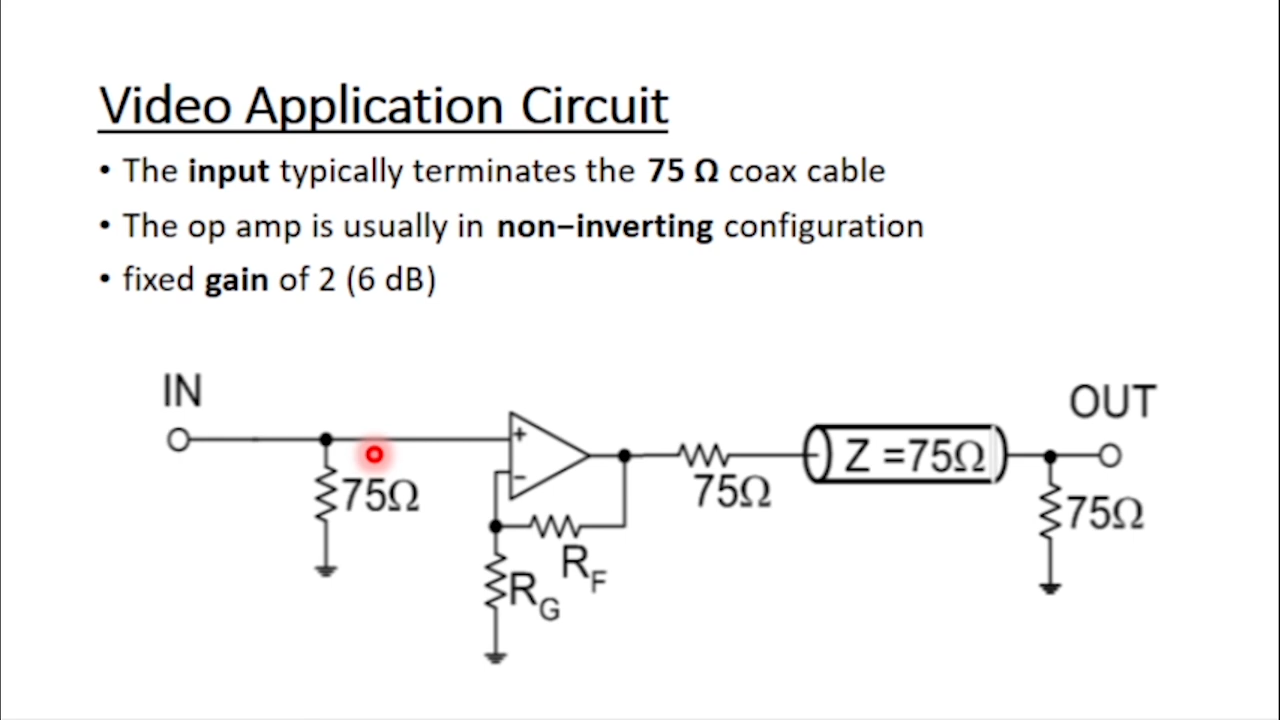 Video Application Circuit
• The input typically terminates the 75 Ω coax cable
• The op amp is usually in non–inverting configuration
• fixed gain of 2 (6 dB)
IN
OUT
+
Z =75Ω
−
75Ω
75Ω
75Ω
RF
RG